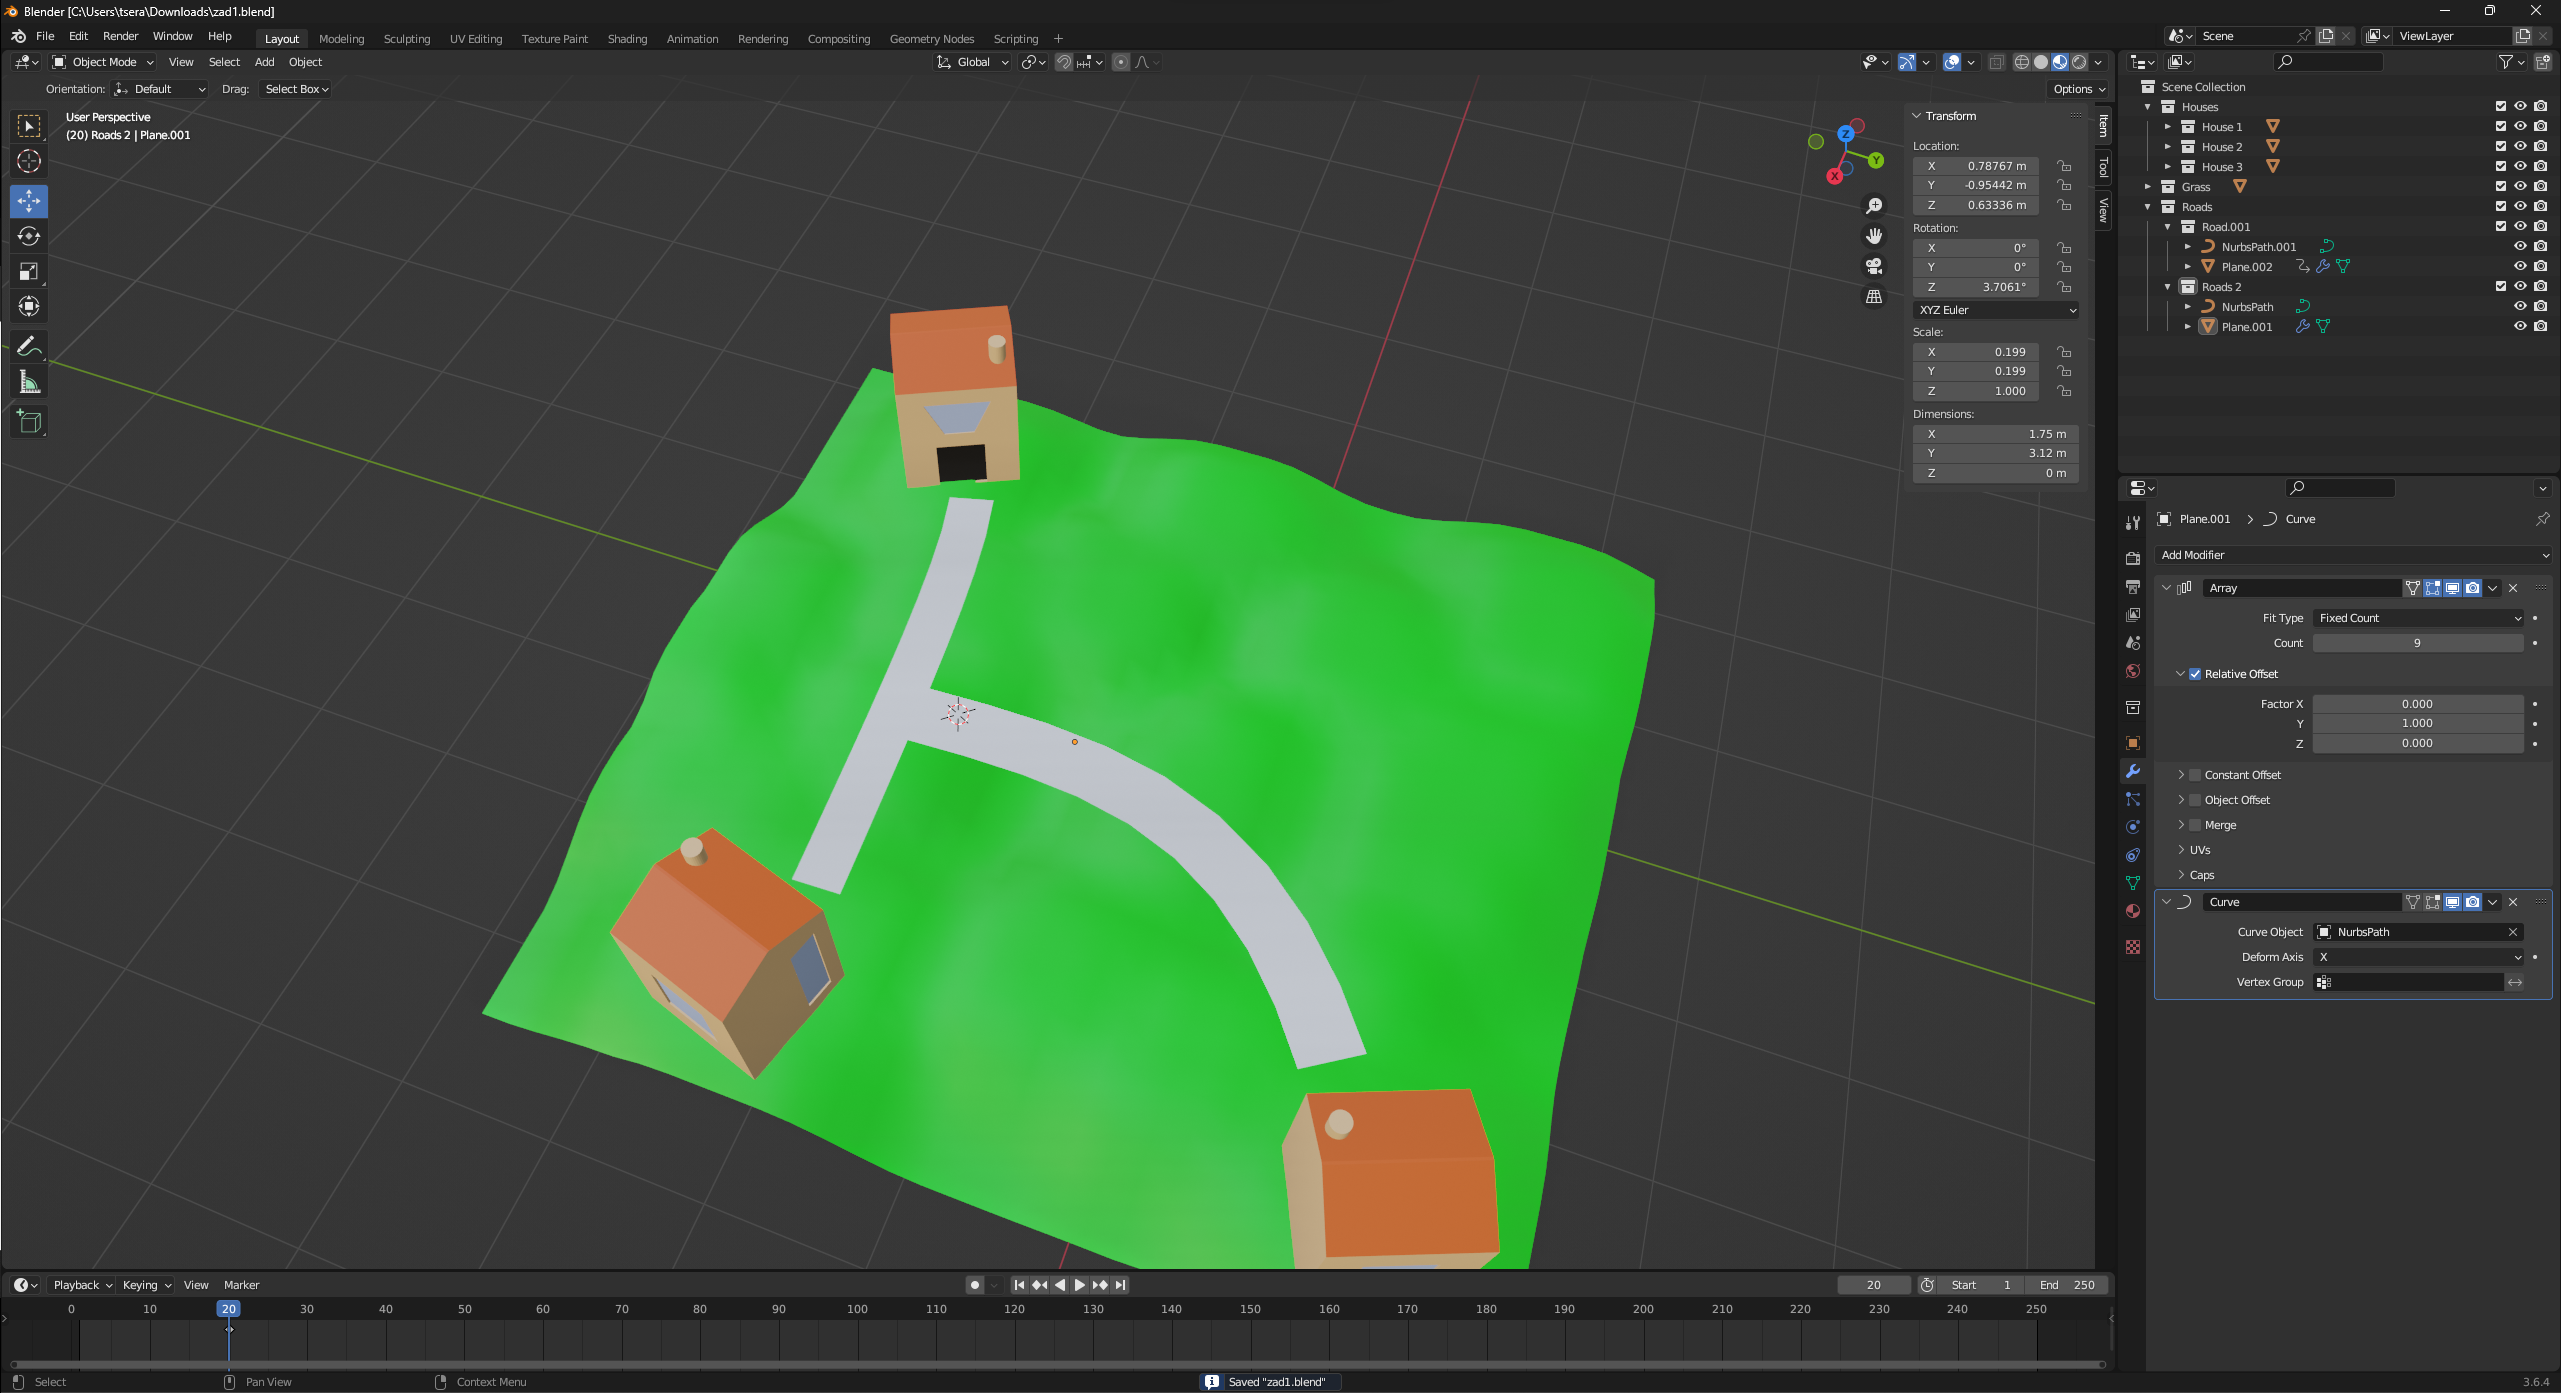 Blender [C:\Users\tsera\Downloads\zad1.blend]
File Edit Render Window Help Layout Modeling Sculpting UV Editing Texture Paint Shading Animation Rendering Compositing Geometry Nodes Scripting + Scene ViewLayer
Object Mode View Select Add Object Global
Orientation: Default Drag: Select Box Options
User Perspective
(20) Roads 2 | Plane.001
Z
Y
X
Transform
Location:
X 0.78767 m
Y -0.95442 m
Z 0.63336 m
Rotation:
X 0°
Y 0°
Z 3.7061°
XYZ Euler
Scale:
X 0.199
Y 0.199
Z 1.000
Dimensions:
X 1.75 m
Y 3.12 m
Z 0 m
Item
Tool
View
Scene Collection
Houses
House 1
House 2
House 3
Grass
Roads
Road.001
NurbsPath.001
Plane.002
Roads 2
NurbsPath
Plane.001
Plane.001 > Curve
Add Modifier
Array
Fit Type Fixed Count
Count 9
Relative Offset
Factor X 0.000
Y 1.000
Z 0.000
Constant Offset
Object Offset
Merge
UVs
Caps
Curve
Curve Object NurbsPath
Deform Axis X
Vertex Group
Playback Keying View Marker 20 Start 1 End 250
0 10 20 30 40 50 60 70 80 90 100 110 120 130 140 150 160 170 180 190 200 210 220 230 240 250
Select Pan View Context Menu Saved "zad1.blend" 3.6.4